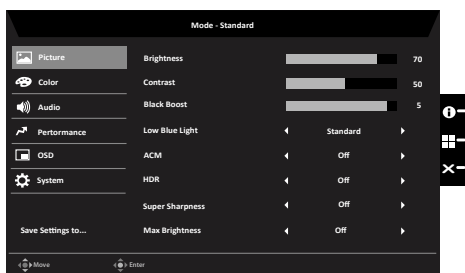 Mode - Standard
Picture
Brightness 70
Color
Contrast 50
Audio
Black Boost 5
Pertormance
Low Blue Light Standard
OSD
ACM Off
System
HDR Off
Super Sharpness Off
Save Settings to...
Max Brightness Off
Move Enter